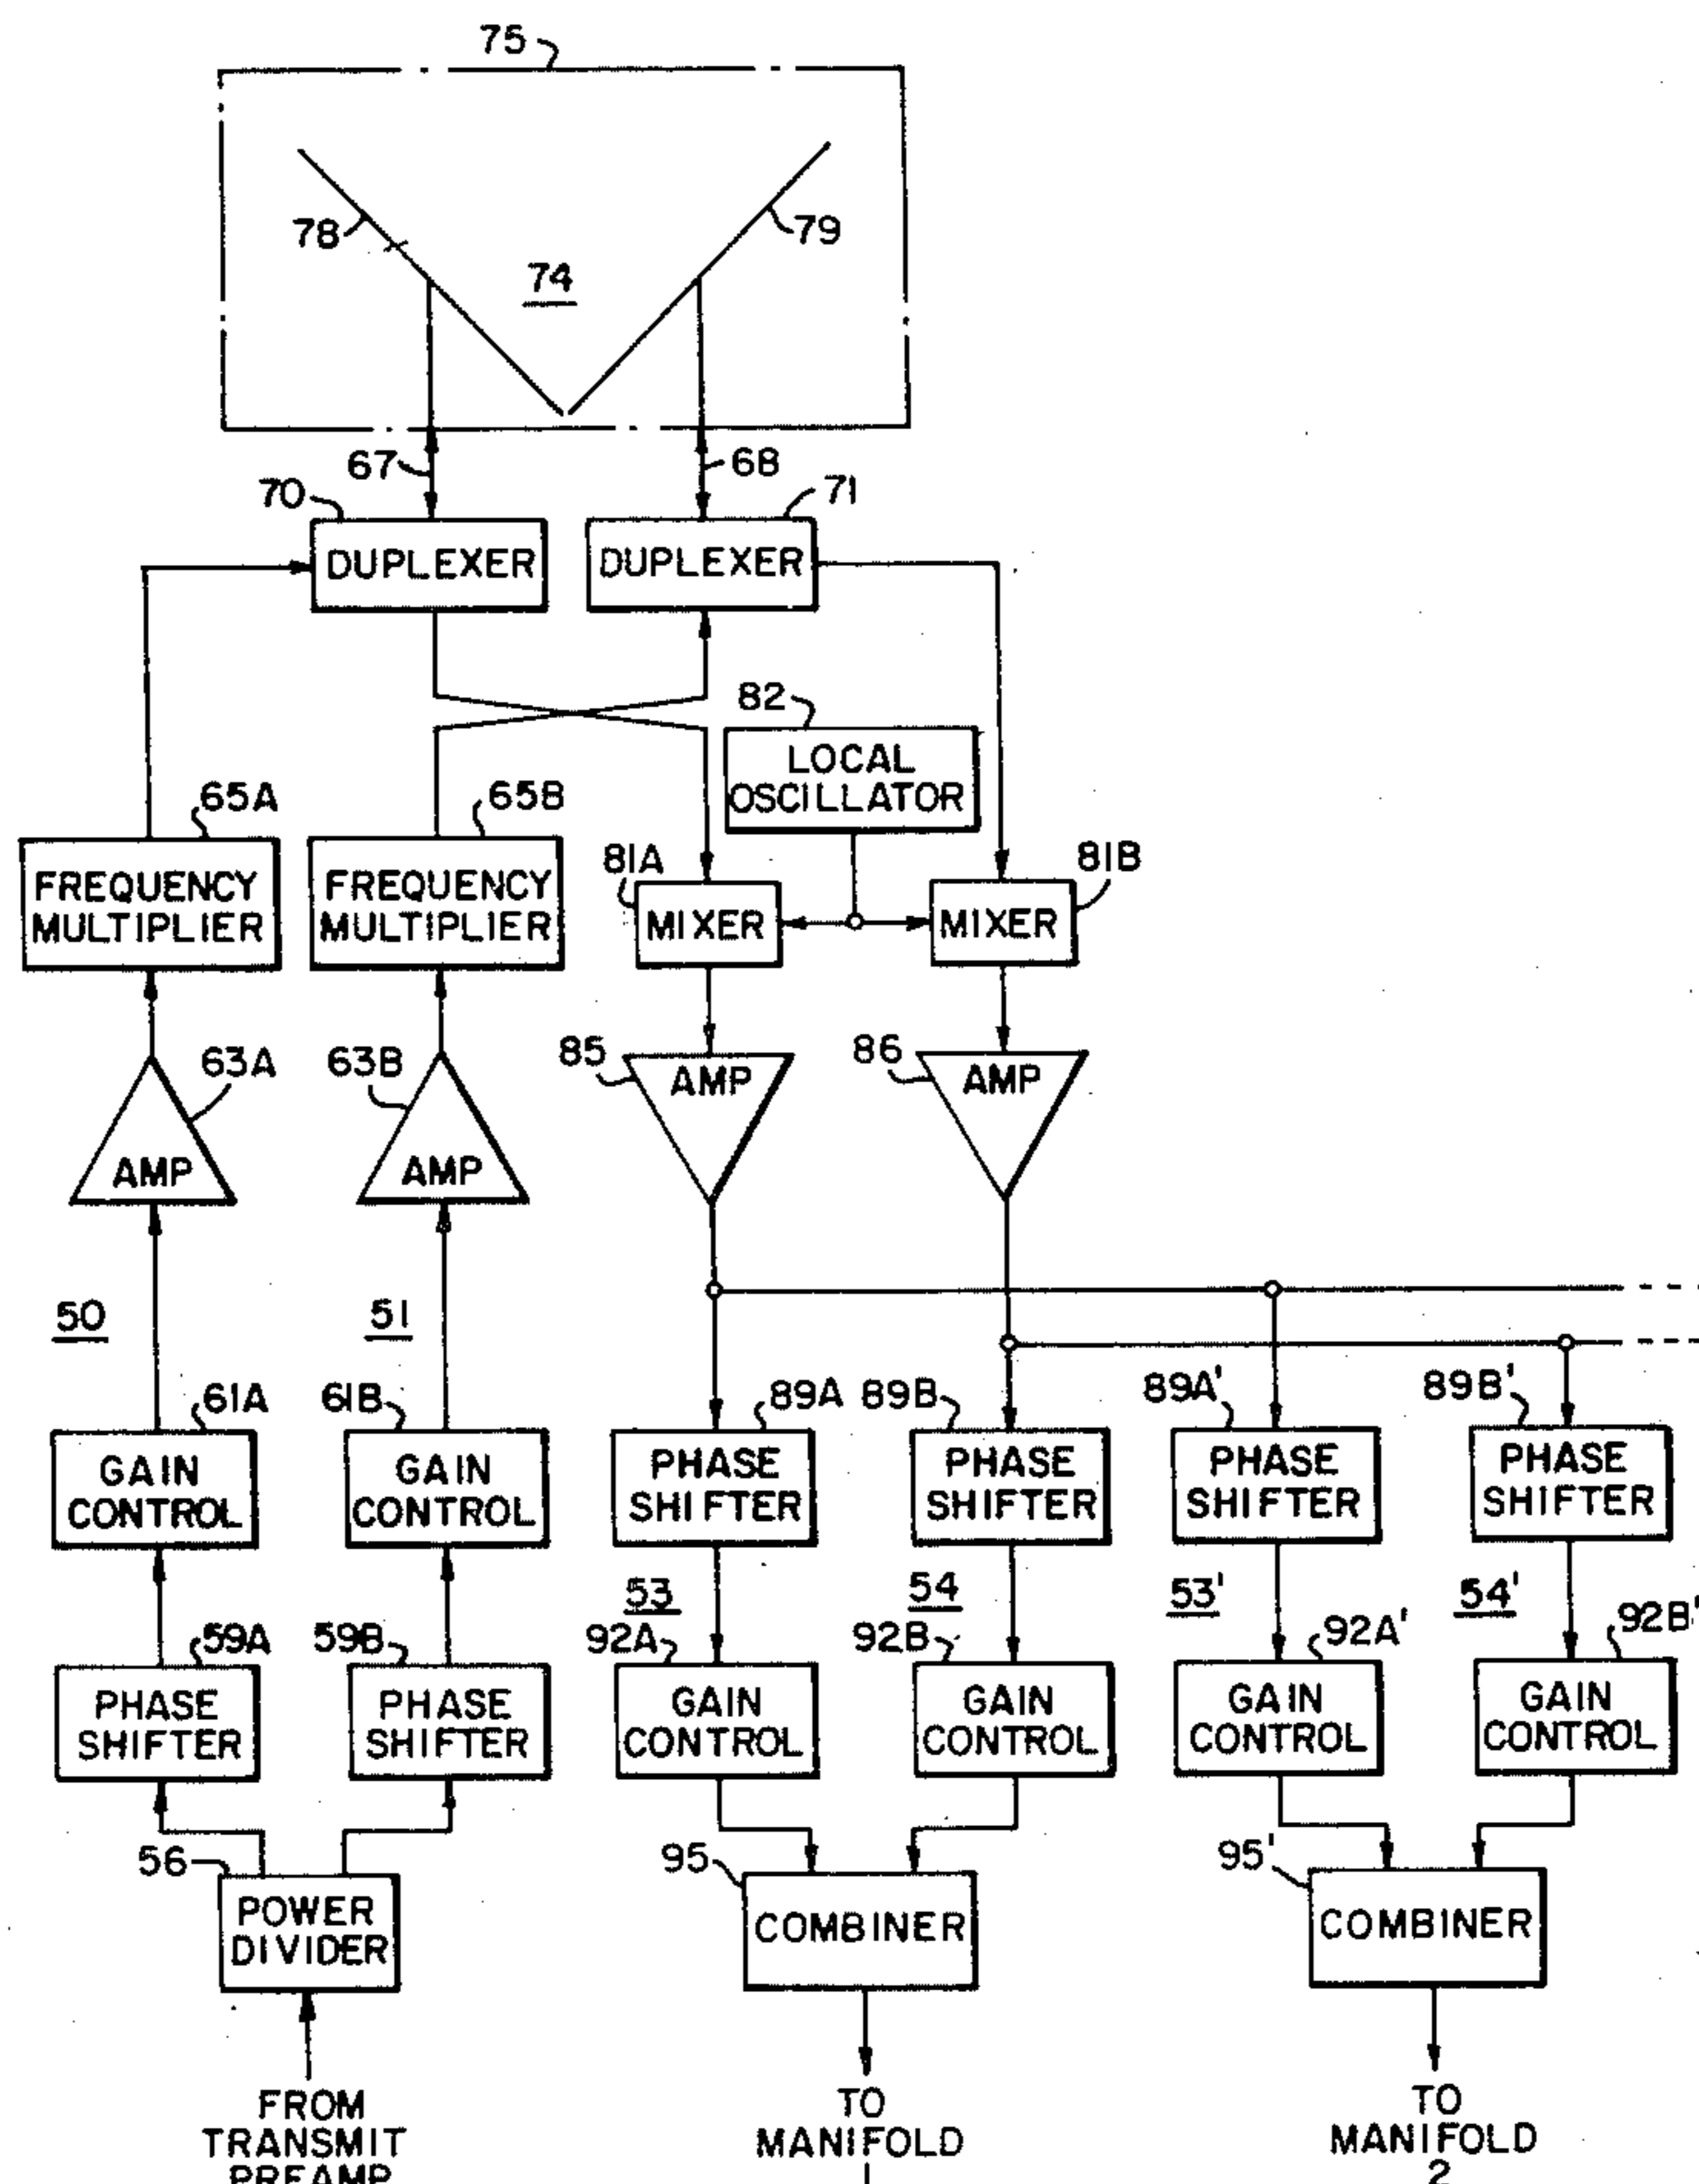 75
78
79
74
67
68
70
71
DUPLEXER
DUPLEXER
82
LOCAL
OSCILLATOR
65A
65B
81A
81B
FREQUENCY
MULTIPLIER
FREQUENCY
MULTIPLIER
MIXER
MIXER
63A
63B
85
86
AMP
AMP
AMP
AMP
50
51
61A
61B
89A
89B
89A'
89B'
GAIN
CONTROL
GAIN
CONTROL
PHASE
SHIFTER
PHASE
SHIFTER
PHASE
SHIFTER
PHASE
SHIFTER
53
54
53'
54'
59A
59B
92A
92B
92A'
92B'
PHASE
SHIFTER
PHASE
SHIFTER
GAIN
CONTROL
GAIN
CONTROL
GAIN
CONTROL
GAIN
CONTROL
56
95
95'
POWER
DIVIDER
COMBINER
COMBINER
FROM
TRANSMIT
PREAMP
TO
MANIFOLD
1
TO
MANIFOLD
2